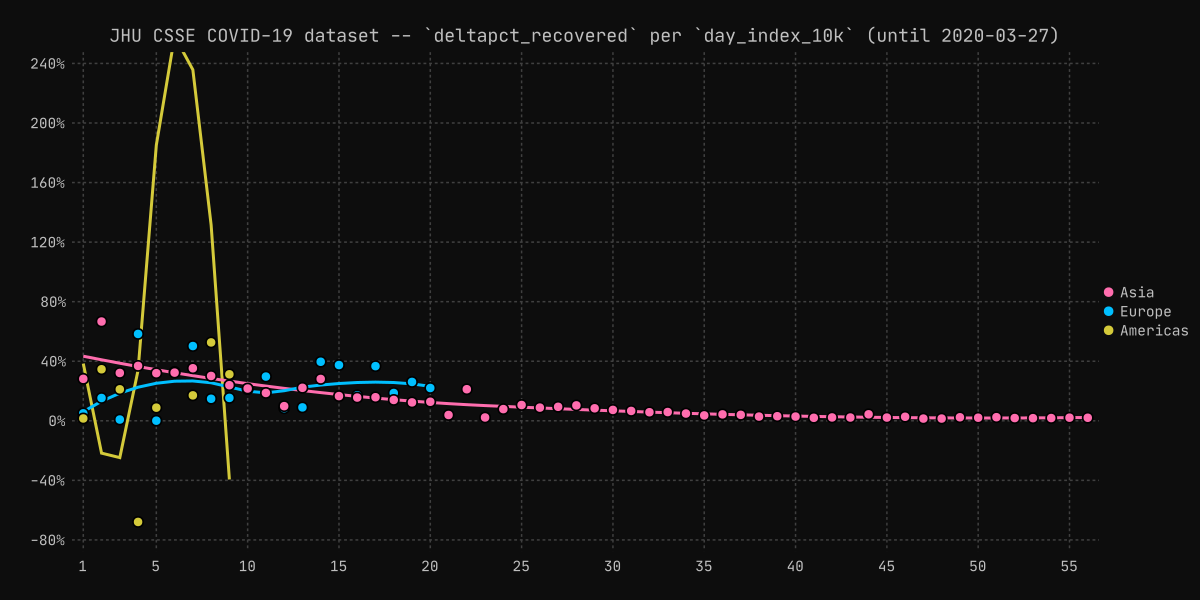 JHU CSSE COVID-19 dataset -- `deltapct_recovered` per `day_index_10k` (until 2020-03-27)
240%
200%
160%
120%
80%
40%
0%
-40%
-80%
1 5 10 15 20 25 30 35 40 45 50 55
Asia
Europe
Americas